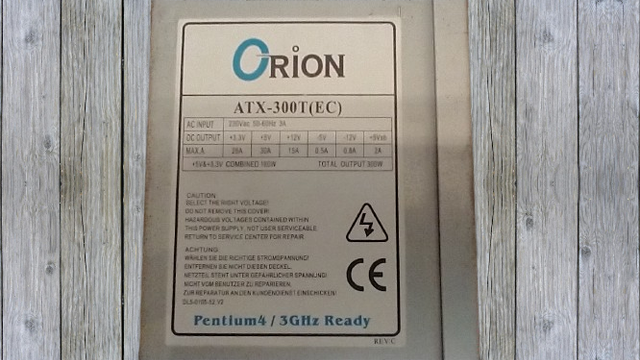 ORION
ATX-300T(EC)
AC INPUT 230Vac 50-60Hz 3A
DC OUTPUT +3.3V +5V +12V -5V -12V +5Vsb
MAX.A 30A 15A 0.5A 0.8A 2A
+5V&+3.3V COMBINED TOTAL OUTPUT 300W
CAUTION:
SELECT THE RIGHT VOLTAGE!
DO NOT REMOVE THIS COVER!
HAZARDOUS VOLTAGES CONTAINED WITHIN
THIS POWER SUPPLY, NOT USER SERVICEABLE.
RETURN TO SERVICE CENTER FOR REPAIR.
ACHTUNG:
WÄHLEN SIE DIE RICHTIGE STROMSPANNUNG!
ENTFERNEN SIE NICHT DIESEN DECKEL.
NETZTEIL STEHT UNTER GEFÄHRLICHER SPANNUNG!
NICHT VOM BENUTZER ZU REPARIEREN.
ZUR REPARATUR AN DEN KUNDENDIENST EINSCHICKEN!
CE
Pentium4 / 3GHz Ready
REV:C